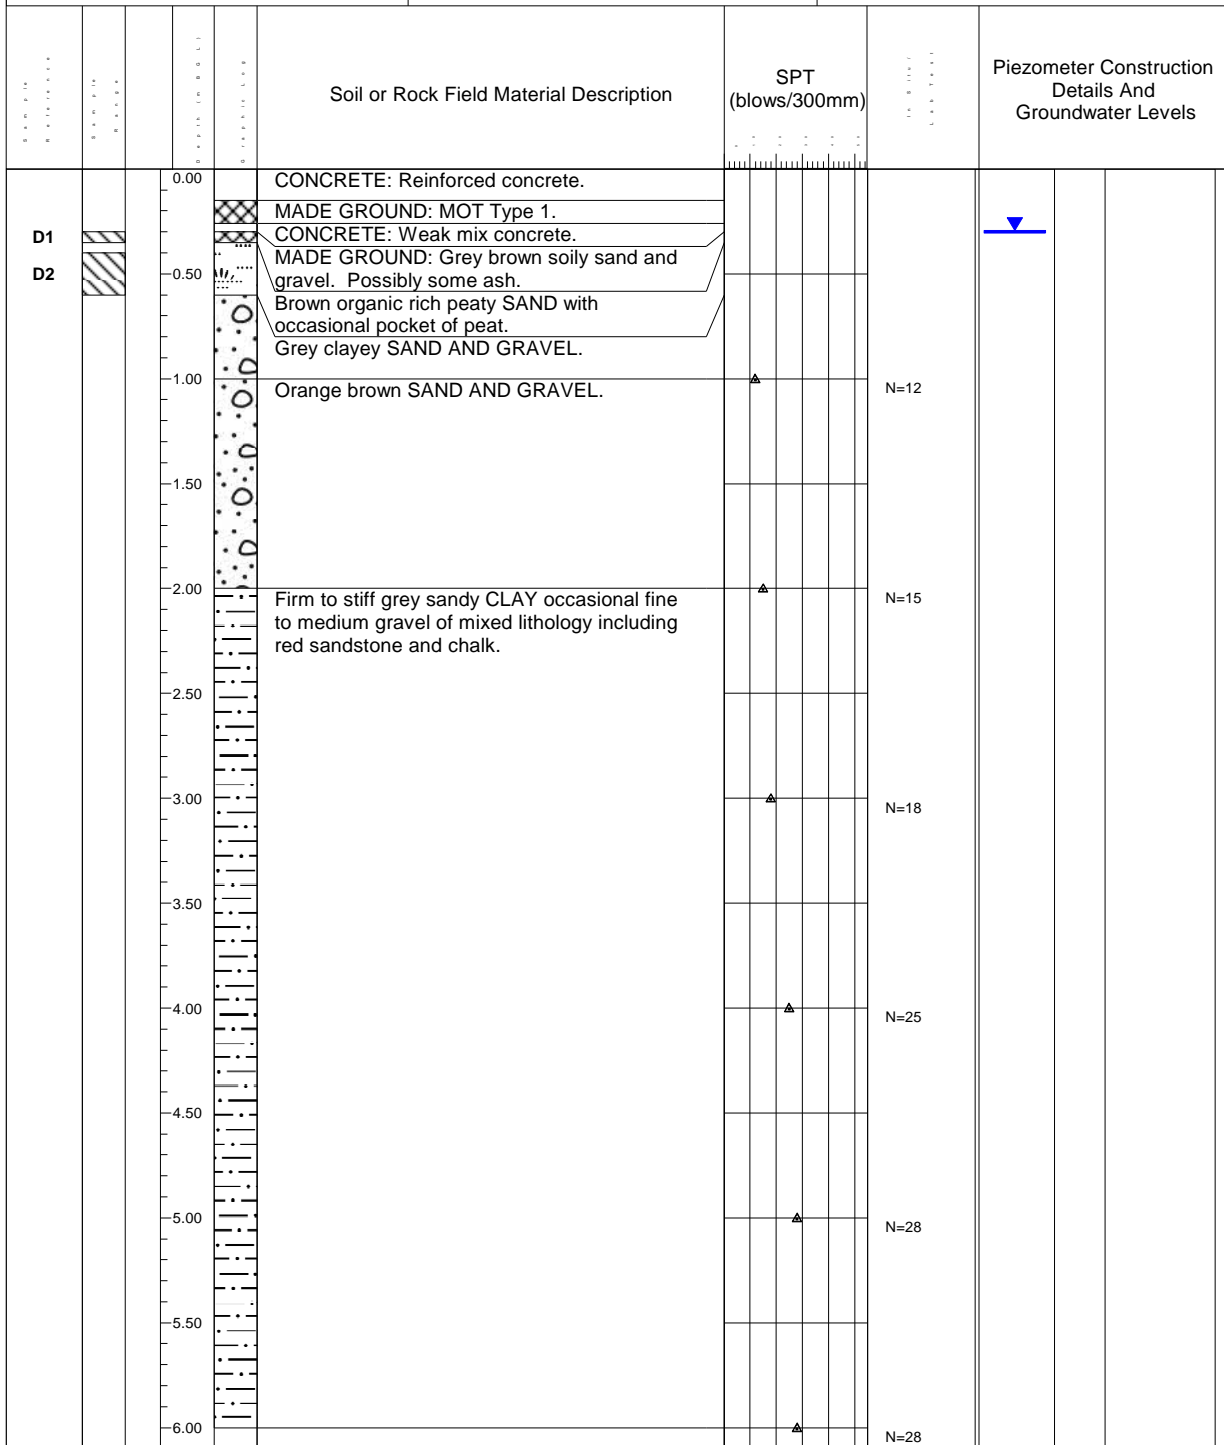 Soil or Rock Field Material Description
SPT
(blows/300mm)
Piezometer Construction
Details And
Groundwater Levels
0.00
CONCRETE: Reinforced concrete.
MADE GROUND: MOT Type 1.
D1
CONCRETE: Weak mix concrete.
MADE GROUND: Grey brown soily sand and
gravel. Possibly some ash.
D2
0.50
Brown organic rich peaty SAND with
occasional pocket of peat.
Grey clayey SAND AND GRAVEL.
1.00
Orange brown SAND AND GRAVEL.
N=12
1.50
2.00
Firm to stiff grey sandy CLAY occasional fine
to medium gravel of mixed lithology including
red sandstone and chalk.
N=15
2.50
3.00
N=18
3.50
4.00
N=25
4.50
5.00
N=28
5.50
6.00
N=28